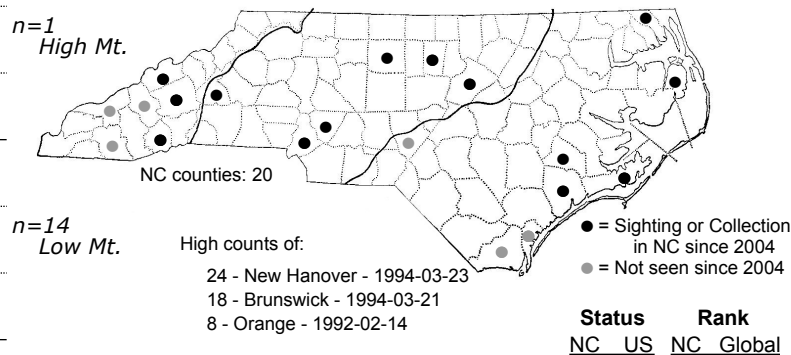 n=1
High Mt.
NC counties: 20
n=14
Low Mt.
High counts of:
24 - New Hanover - 1994-03-23
18 - Brunswick - 1994-03-21
8 - Orange - 1992-02-14
= Sighting or Collection
in NC since 2004
= Not seen since 2004
Status Rank
NC US NC Global